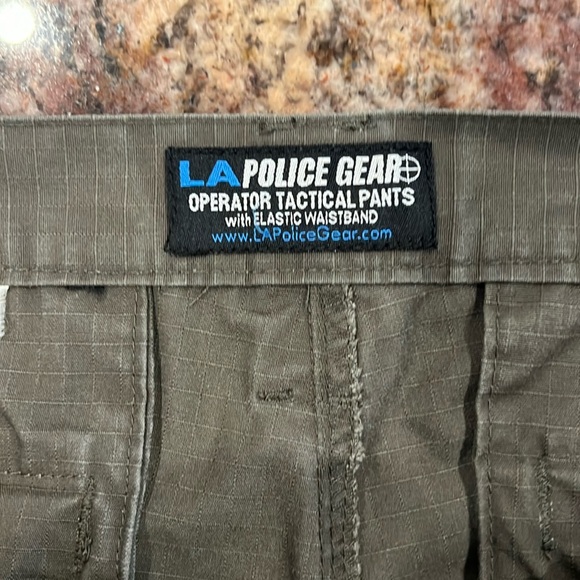 LA POLICE GEAR
OPERATOR TACTICAL PANTS
with ELASTIC WAISTBAND
www.LAPoliceGear.com